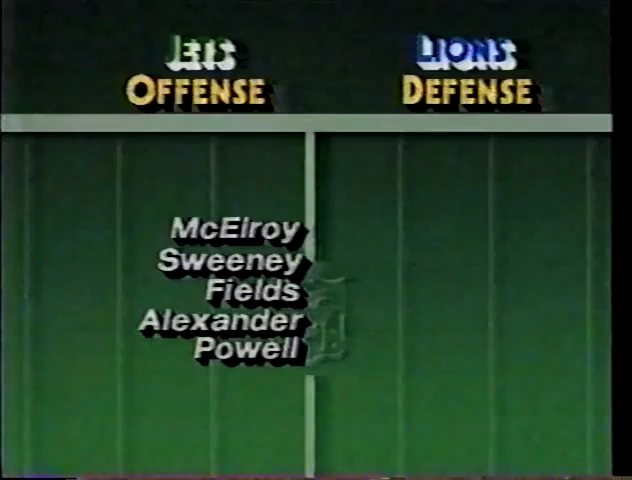 JETS
OFFENSE
LIONS
DEFENSE
McElroy
Sweeney
Fields
Alexander
Powell